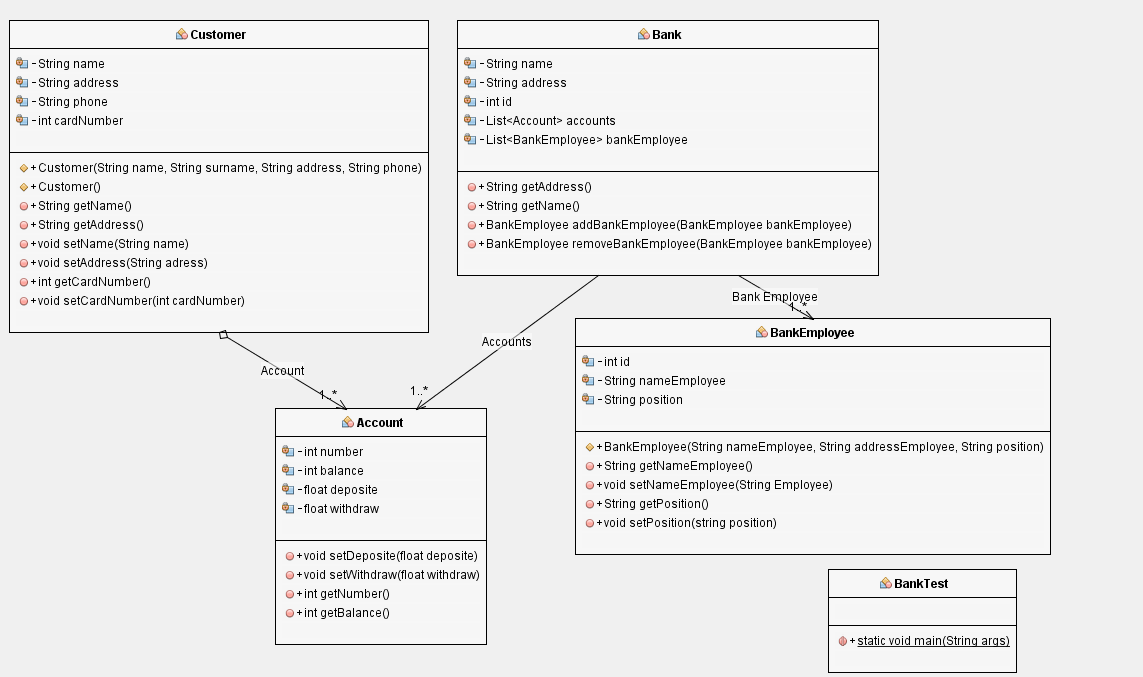 Customer
-String name
-String address
-String phone
-int cardNumber
+Customer(String name, String surname, String address, String phone)
+Customer()
+String getName()
+String getAddress()
+void setName(String name)
+void setAddress(String adress)
+int getCardNumber()
+void setCardNumber(int cardNumber)
Bank
-String name
-String address
-int id
-List<Account> accounts
-List<BankEmployee> bankEmployee
+String getAddress()
+String getName()
+BankEmployee addBankEmployee(BankEmployee bankEmployee)
+BankEmployee removeBankEmployee(BankEmployee bankEmployee)
Bank Employee
1..*
Accounts
1..*
Account
1..*
BankEmployee
-int id
-String nameEmployee
-String position
+BankEmployee(String nameEmployee, String addressEmployee, String position)
+String getNameEmployee()
+void setNameEmployee(String Employee)
+String getPosition()
+void setPosition(string position)
Account
-int number
-int balance
-float deposite
-float withdraw
+void setDeposite(float deposite)
+void setWithdraw(float withdraw)
+int getNumber()
+int getBalance()
BankTest
+static void main(String args)